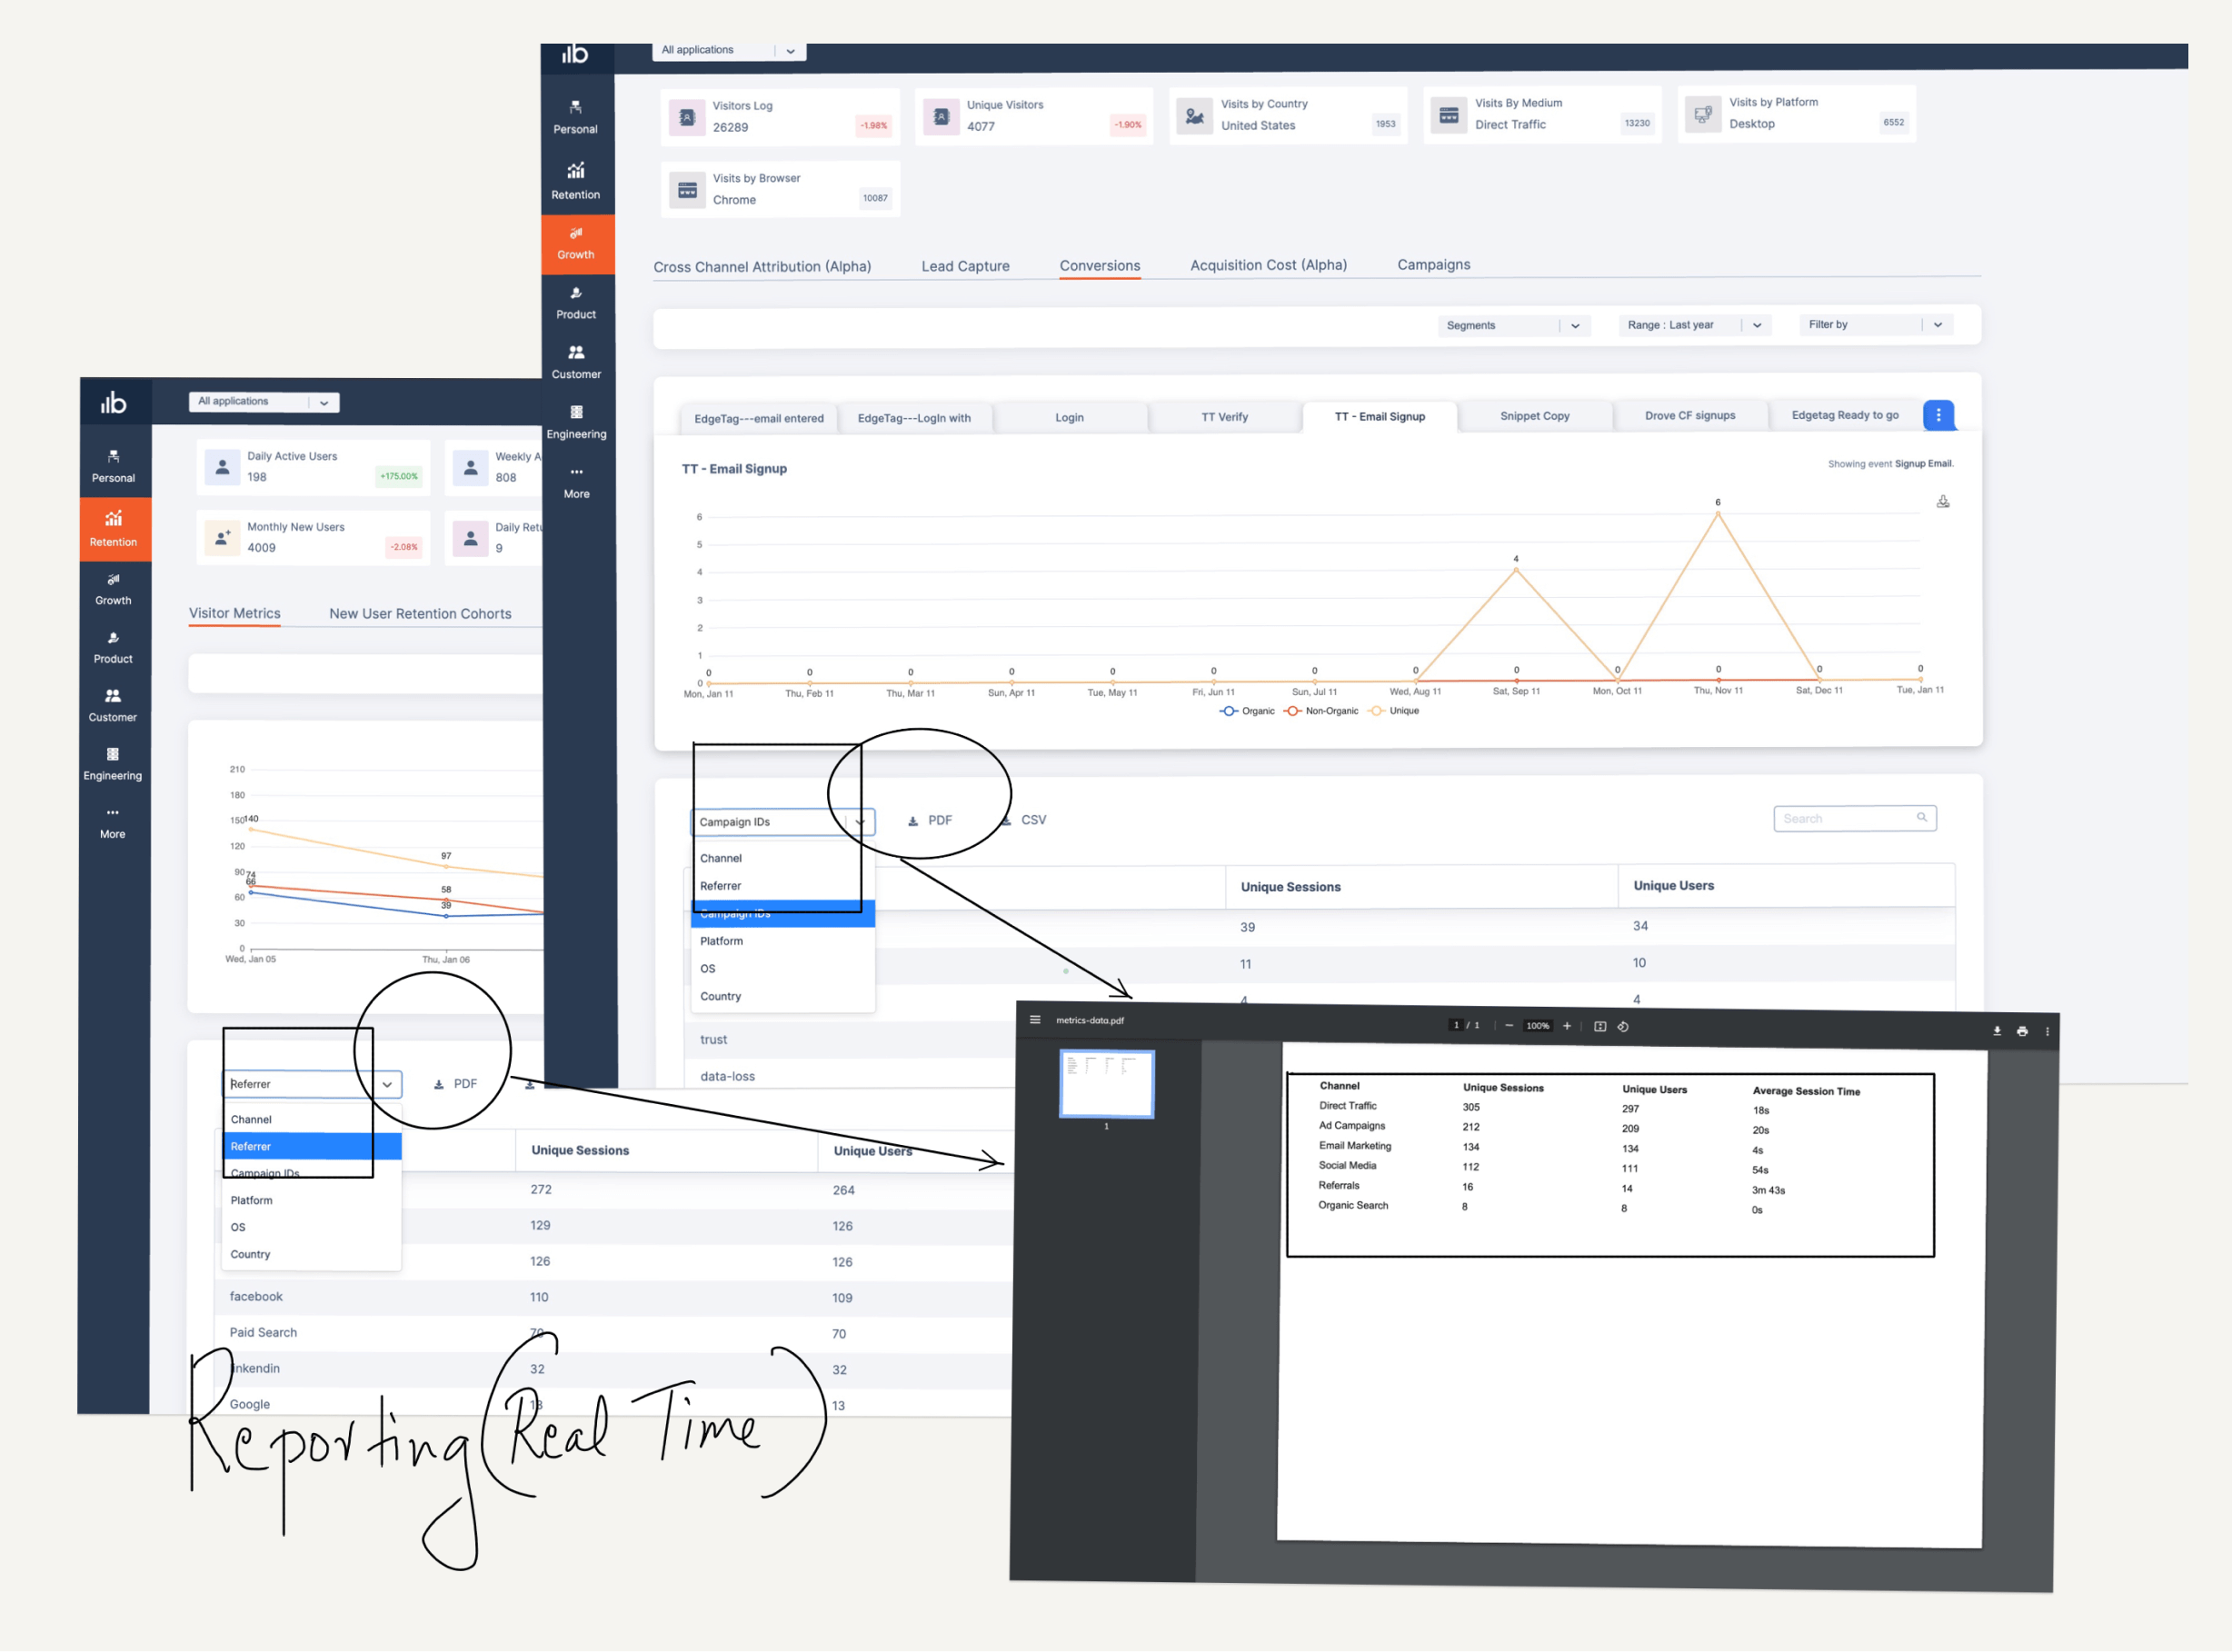 All applications
Personal
Retention
Growth
Product
Customer
Engineering
More
Visitors Log
26289
-1.98%
Unique Visitors
4077
-1.90%
Visits by Country
United States
1953
Visits By Medium
Direct Traffic
13230
Visits by Platform
Desktop
6552
Visits by Browser
Chrome
10087
Cross Channel Attribution (Alpha) Lead Capture Conversions Acquisition Cost (Alpha) Campaigns
Segments Range : Last year Filter by
EdgeTag---email entered EdgeTag---LogIn with Login TT Verify TT - Email Signup Snippet Copy Drove CF signups Edgetag Ready to go
TT - Email Signup
Showing event Signup Email.
6
5
4
3
2
1
0
0 0 0 0 0 0 0 0 0 0 0 0 0
4
6
Mon, Jan 11 Thu, Feb 11 Thu, Mar 11 Sun, Apr 11 Tue, May 11 Fri, Jun 11 Sun, Jul 11 Wed, Aug 11 Sat, Sep 11 Mon, Oct 11 Thu, Nov 11 Sat, Dec 11 Tue, Jan 11
Organic Non-Organic Unique
Campaign IDs
PDF CSV
Search
Channel
Referrer
Campaign IDs
Platform
OS
Country
Unique Sessions Unique Users
39 34
11 10
4 4
trust
data-loss
All applications
Personal
Retention
Growth
Product
Customer
Engineering
More
Daily Active Users
198
+175.00%
Weekly A
808
Monthly New Users
4009
-2.08%
Daily Retu
9
Visitor Metrics New User Retention Cohorts
210
180
150
120
90
60
30
0
140
74
66
97
58
39
Wed, Jan 05 Thu, Jan 06
Referrer
PDF
Channel
Referrer
Campaign IDs
Platform
OS
Country
Unique Sessions Unique Users
272 264
129 126
126 126
facebook 110 109
Paid Search 70 70
linkendin 32 32
Google 13 13
Reporting (Real Time)
metrics-data.pdf
1 / 1 100%
1
Channel Unique Sessions Unique Users Average Session Time
Direct Traffic 305 297 18s
Ad Campaigns 212 209 20s
Email Marketing 134 134 4s
Social Media 112 111 54s
Referrals 16 14 3m 43s
Organic Search 8 8 0s